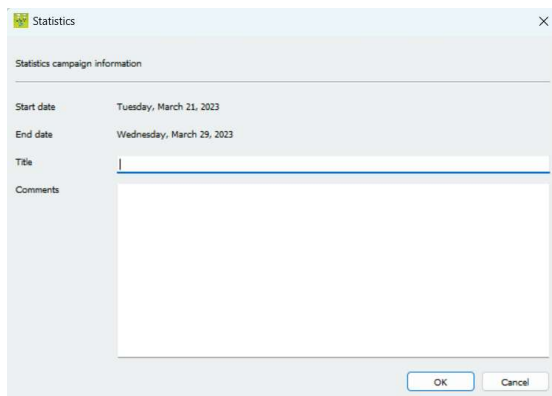 Statistics
Statistics campaign information
Start date Tuesday, March 21, 2023
End date Wednesday, March 29, 2023
Title
Comments
OK Cancel